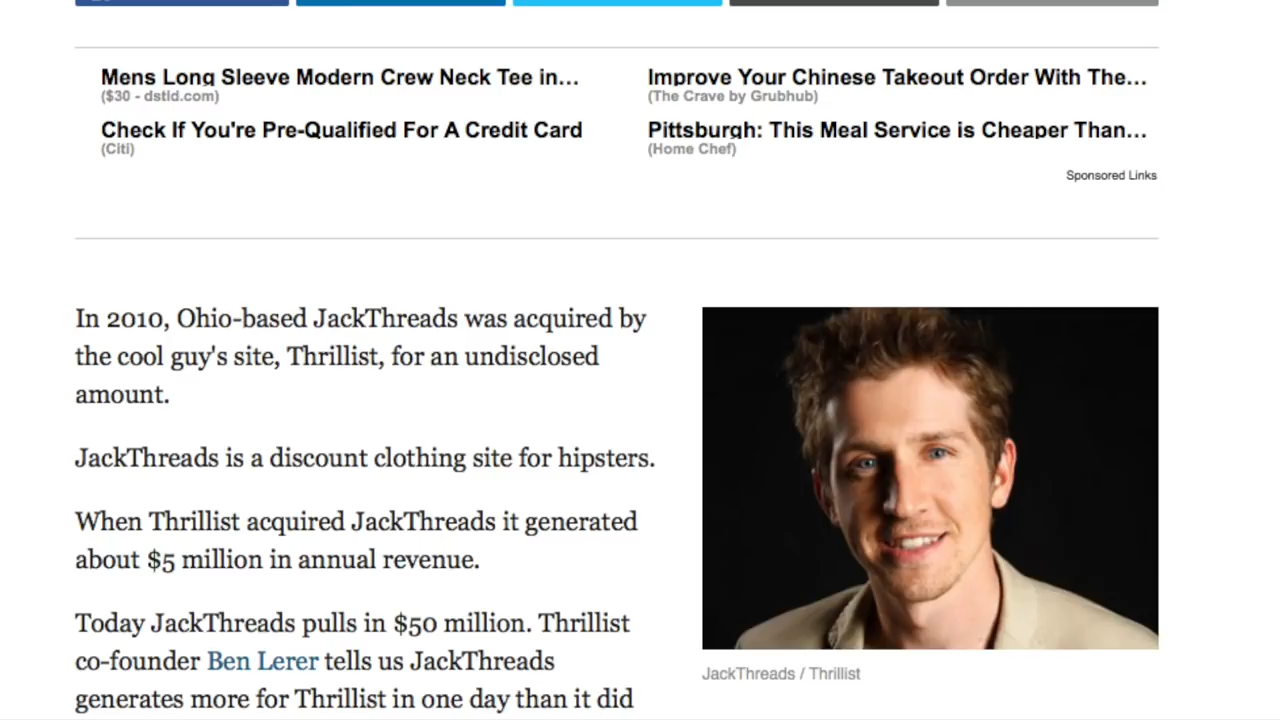 Mens Long Sleeve Modern Crew Neck Tee in...
($30 - dstld.com)
Check If You're Pre-Qualified For A Credit Card
(Citi)
Improve Your Chinese Takeout Order With The...
(The Crave by Grubhub)
Pittsburgh: This Meal Service is Cheaper Than...
(Home Chef)
Sponsored Links
In 2010, Ohio-based JackThreads was acquired by
the cool guy's site, Thrillist, for an undisclosed
amount.
JackThreads is a discount clothing site for hipsters.
When Thrillist acquired JackThreads it generated
about $5 million in annual revenue.
Today JackThreads pulls in $50 million. Thrillist
co-founder Ben Lerer tells us JackThreads
generates more for Thrillist in one day than it did
JackThreads / Thrillist